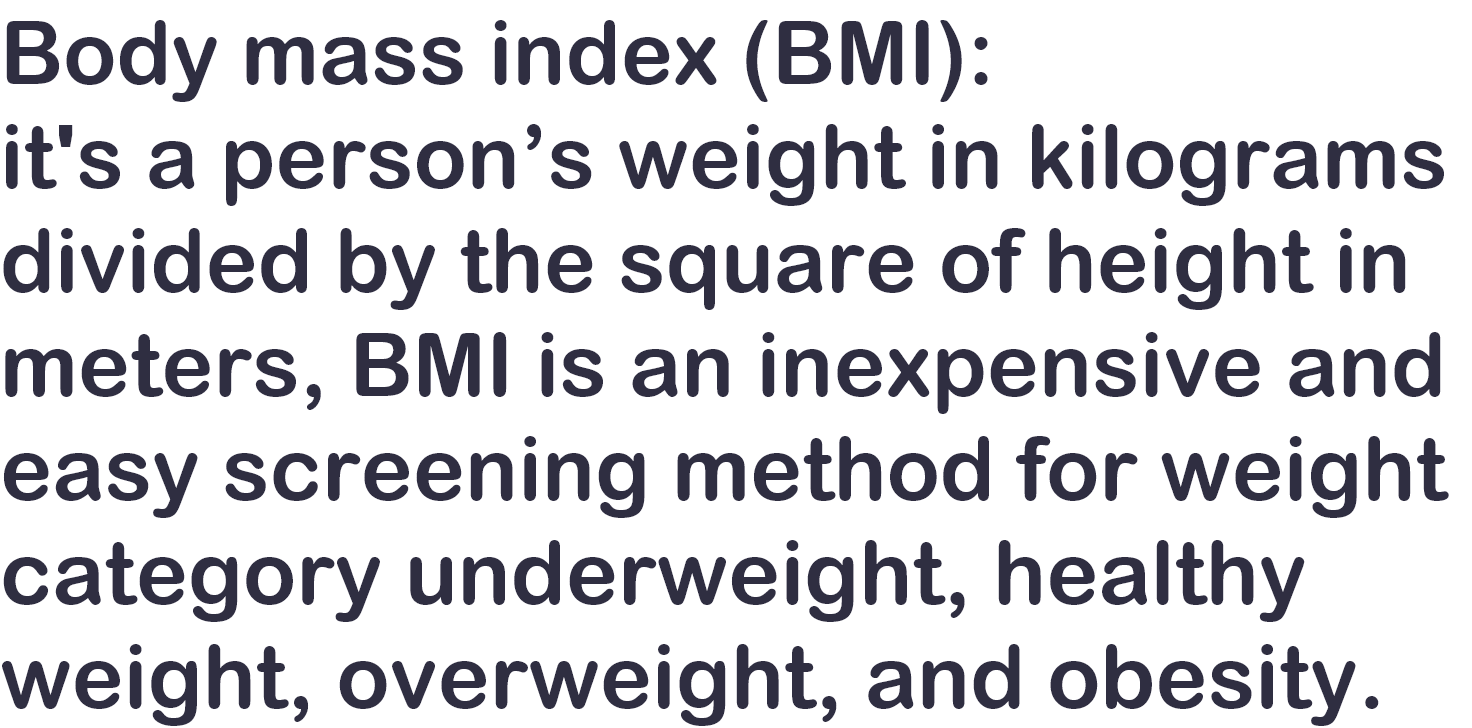 Body mass index (BMI):
it's a person’s weight in kilograms
divided by the square of height in
meters, BMI is an inexpensive and
easy screening method for weight
category underweight, healthy
weight, overweight, and obesity.